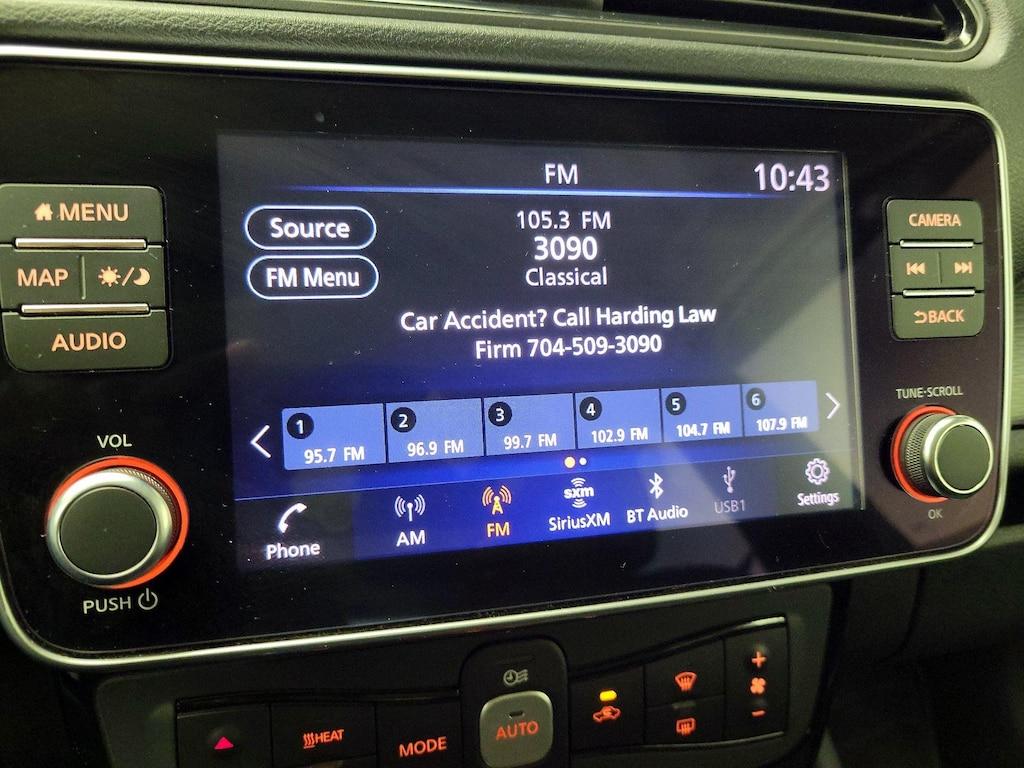 FM
10:43
MENU
MAP
AUDIO
VOL
PUSH
Source
FM Menu
105.3 FM
3090
Classical
Car Accident? Call Harding Law
Firm 704-509-3090
1
95.7 FM
2
96.9 FM
3
99.7 FM
4
102.9 FM
5
104.7 FM
6
107.9 FM
Phone
AM
FM
sxm
SiriusXM
BT Audio
USB1
Settings
CAMERA
BACK
TUNE·SCROLL
OK
HEAT
MODE
AUTO